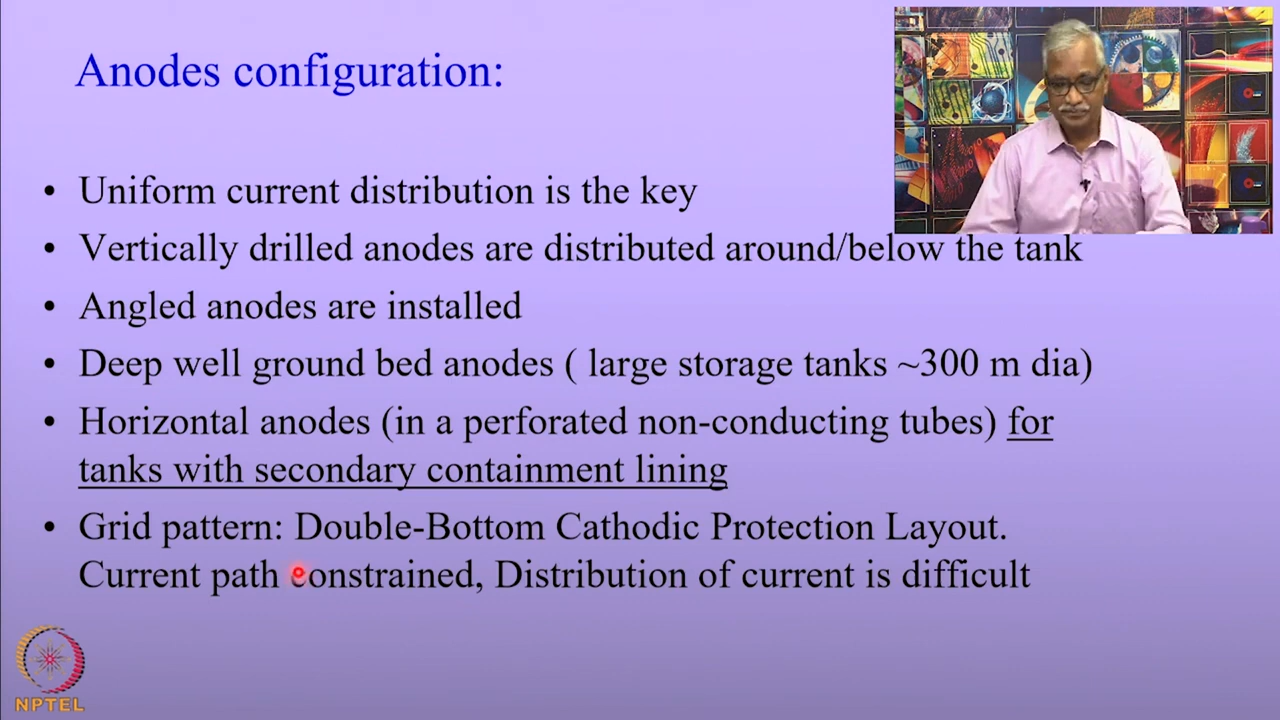 Anodes configuration:
• Uniform current distribution is the key
• Vertically drilled anodes are distributed around/below the tank
• Angled anodes are installed
• Deep well ground bed anodes ( large storage tanks ~300 m dia)
• Horizontal anodes (in a perforated non-conducting tubes) for
tanks with secondary containment lining
• Grid pattern: Double-Bottom Cathodic Protection Layout.
Current path constrained, Distribution of current is difficult
NPTEL